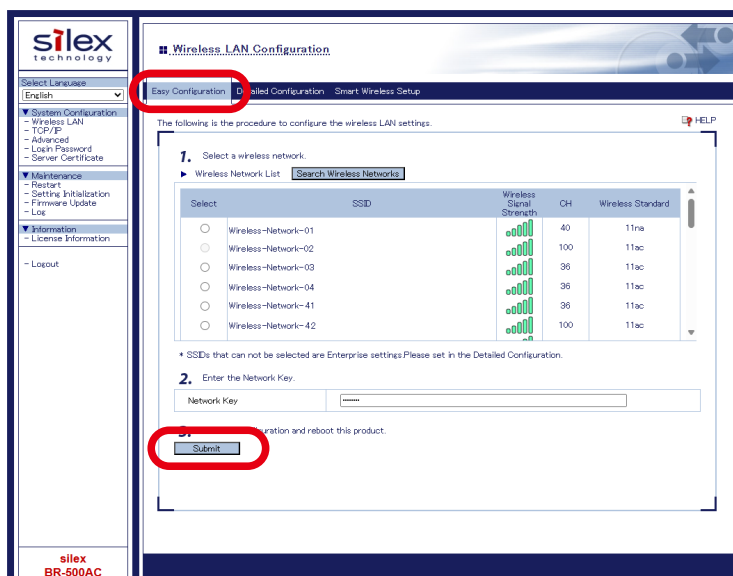 silex
technology
Select Language
English
▼ System Configuration
- Wireless LAN
- TCP/IP
- Advanced
- Login Password
- Server Certificate
▼ Maintenance
- Restart
- Setting Initialization
- Firmware Update
- Log
▼ Information
- License Information
- Logout
silex
BR-500AC
Wireless LAN Configuration
Easy Configuration Detailed Configuration Smart Wireless Setup
The following is the procedure to configure the wireless LAN settings.
HELP
1. Select a wireless network.
▶ Wireless Network List Search Wireless Networks
Select SSID Wireless Signal Strength CH Wireless Standard
Wireless-Network-01 40 11na
Wireless-Network-02 100 11ac
Wireless-Network-03 36 11ac
Wireless-Network-04 36 11ac
Wireless-Network-41 36 11ac
Wireless-Network-42 100 11ac
* SSIDs that can not be selected are Enterprise settings.Please set in the Detailed Configuration.
2. Enter the Network Key.
Network Key ••••••••
3. and reboot this product.
Submit